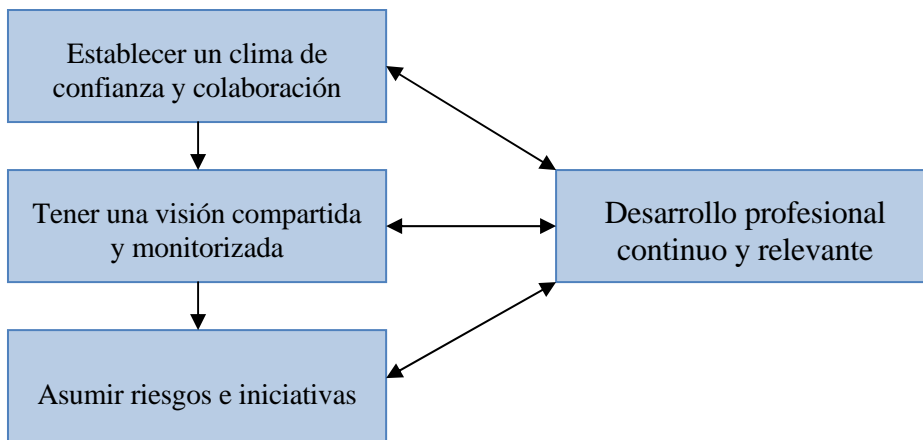 Establecer un clima de
confianza y colaboración
Tener una visión compartida
y monitorizada
Desarrollo profesional
continuo y relevante
Asumir riesgos e iniciativas